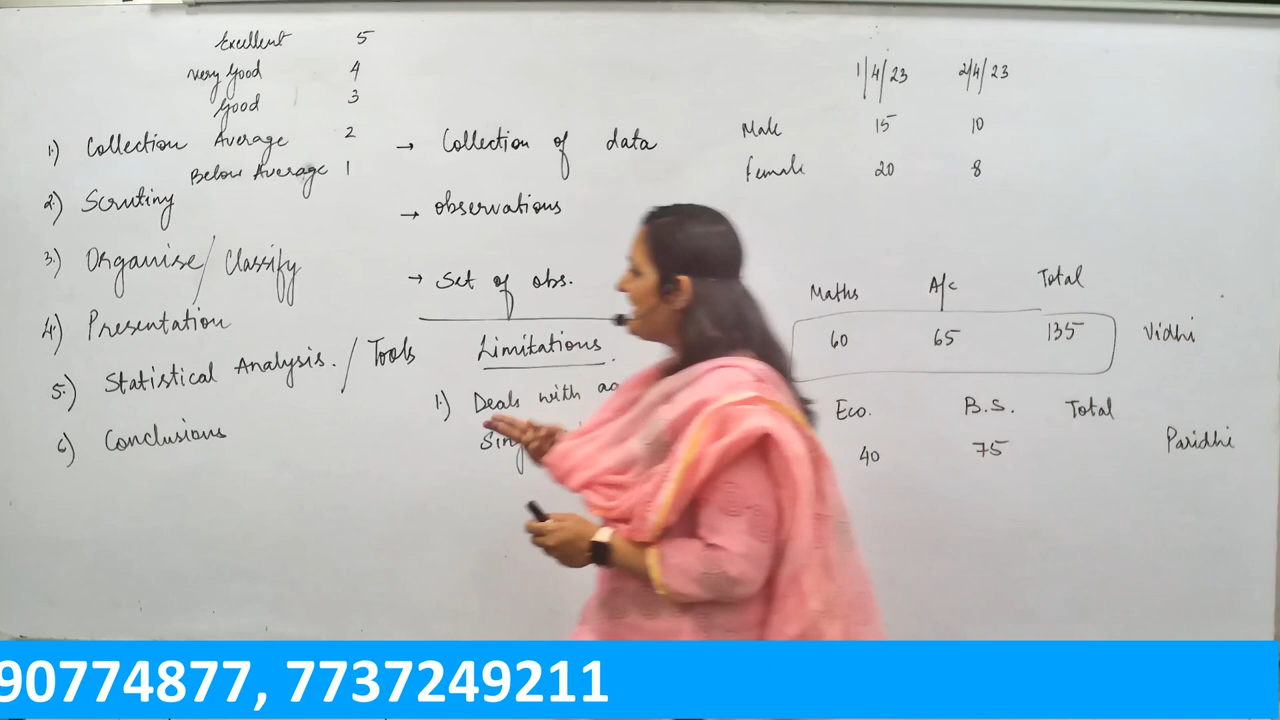 Excellent 5
Very Good 4
Good 3
Average 2
Below Average 1
1.) Collection
2.) Scrutiny
3.) Organise / Classify
4.) Presentation
5.) Statistical Analysis. / Tools
6.) Conclusions
→ Collection of data
→ observations
→ Set of obs.
Limitations.
1.) Deals with
1/4/23 2/4/23
Male 15 10
Female 20 8
Maths A/c Total
60 65 135 Vidhi
Eco. B.S. Total
40 75 Paridhi
90774877, 7737249211